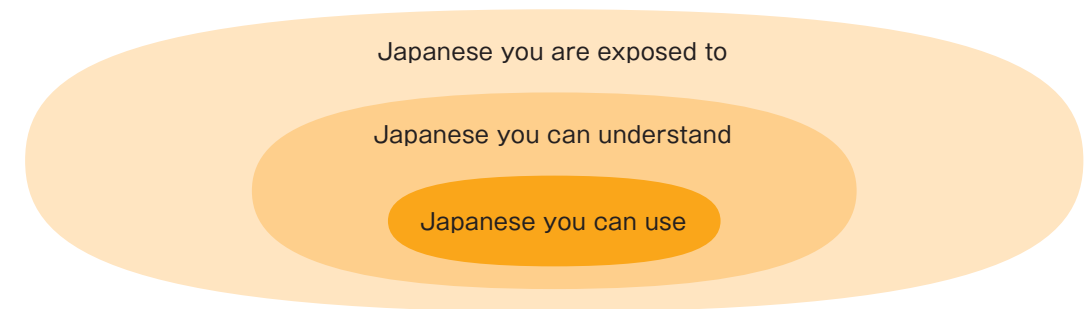 Japanese you are exposed to
Japanese you can understand
Japanese you can use